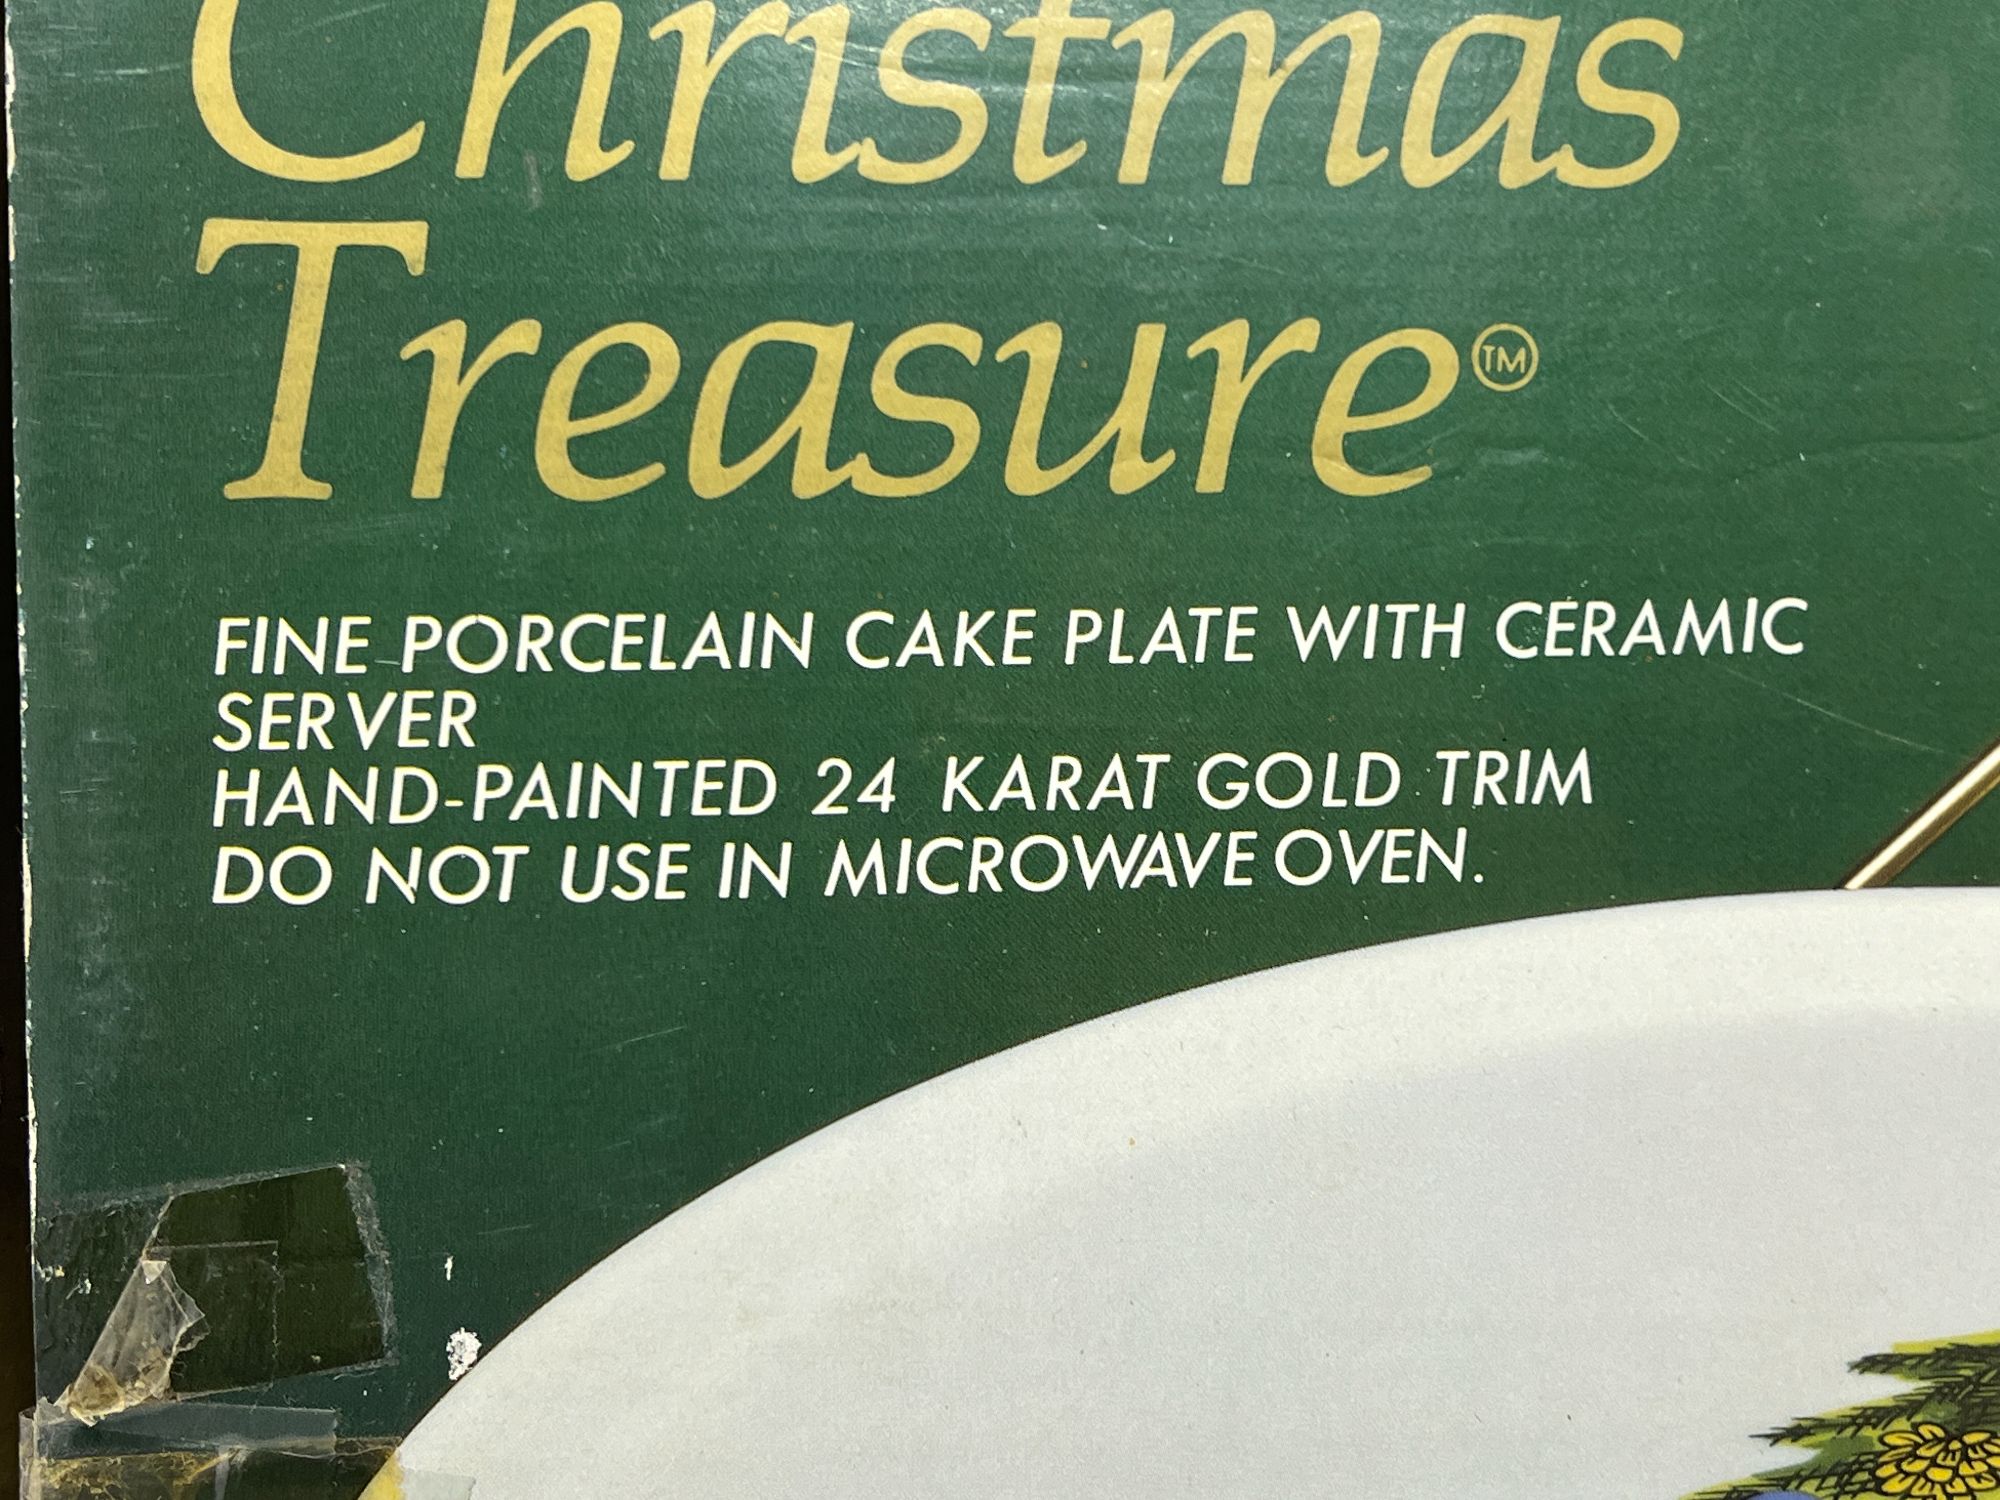 Christmas
Treasure™
FINE PORCELAIN CAKE PLATE WITH CERAMIC
SERVER
HAND-PAINTED 24 KARAT GOLD TRIM
DO NOT USE IN MICROWAVE OVEN.